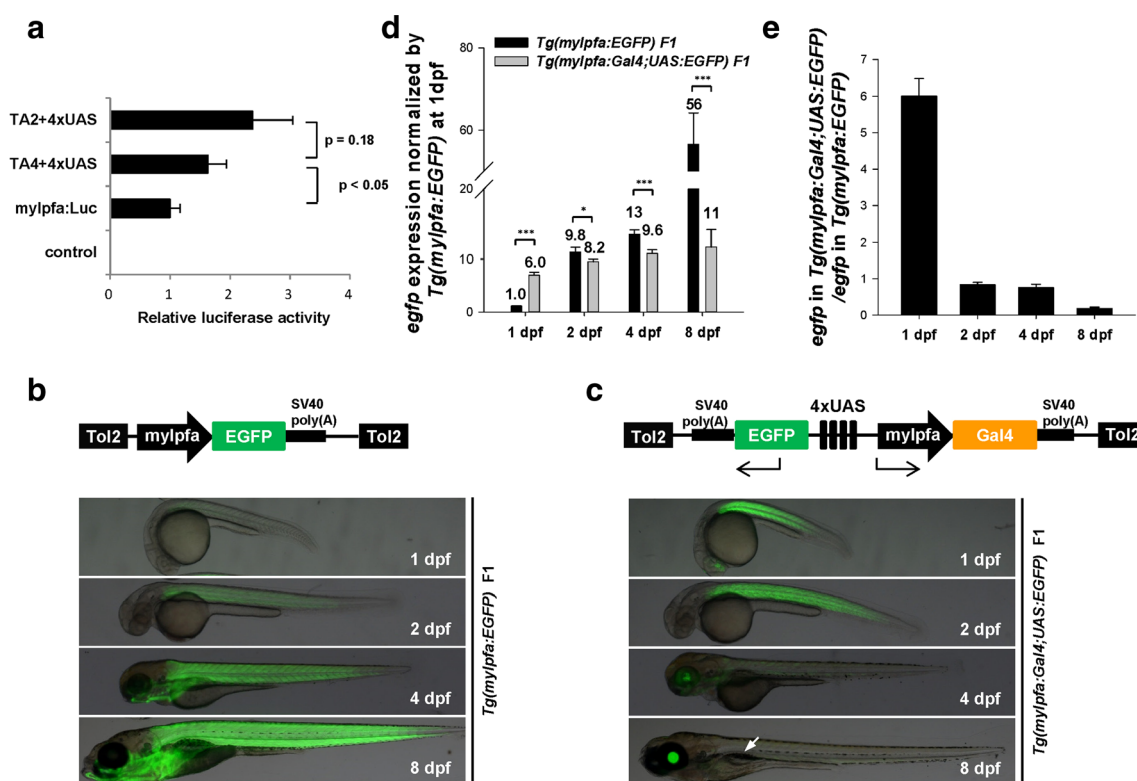 a
TA2+4xUAS
TA4+4xUAS
mylpfa:Luc
control
p = 0.18
p < 0.05
0 1 2 3 4
Relative luciferase activity
d
egfp expression normalized by
Tg(mylpfa:EGFP) at 1dpf
80
60
20
10
0
Tg(mylpfa:EGFP) F1
Tg(mylpfa:Gal4;UAS:EGFP) F1
***
1.0
6.0
*
9.8
8.2
***
13
9.6
***
56
11
1 dpf 2 dpf 4 dpf 8 dpf
e
egfp in Tg(mylpfa:Gal4;UAS:EGFP)
/egfp in Tg(mylpfa:EGFP)
7
6
5
4
3
2
1
0
1 dpf 2 dpf 4 dpf 8 dpf
b
Tol2 mylpfa EGFP SV40 poly(A) Tol2
1 dpf
2 dpf
4 dpf
8 dpf
Tg(mylpfa:EGFP) F1
c
Tol2 SV40 poly(A) EGFP 4xUAS mylpfa Gal4 SV40 poly(A) Tol2
1 dpf
2 dpf
4 dpf
8 dpf
Tg(mylpfa:Gal4;UAS:EGFP) F1